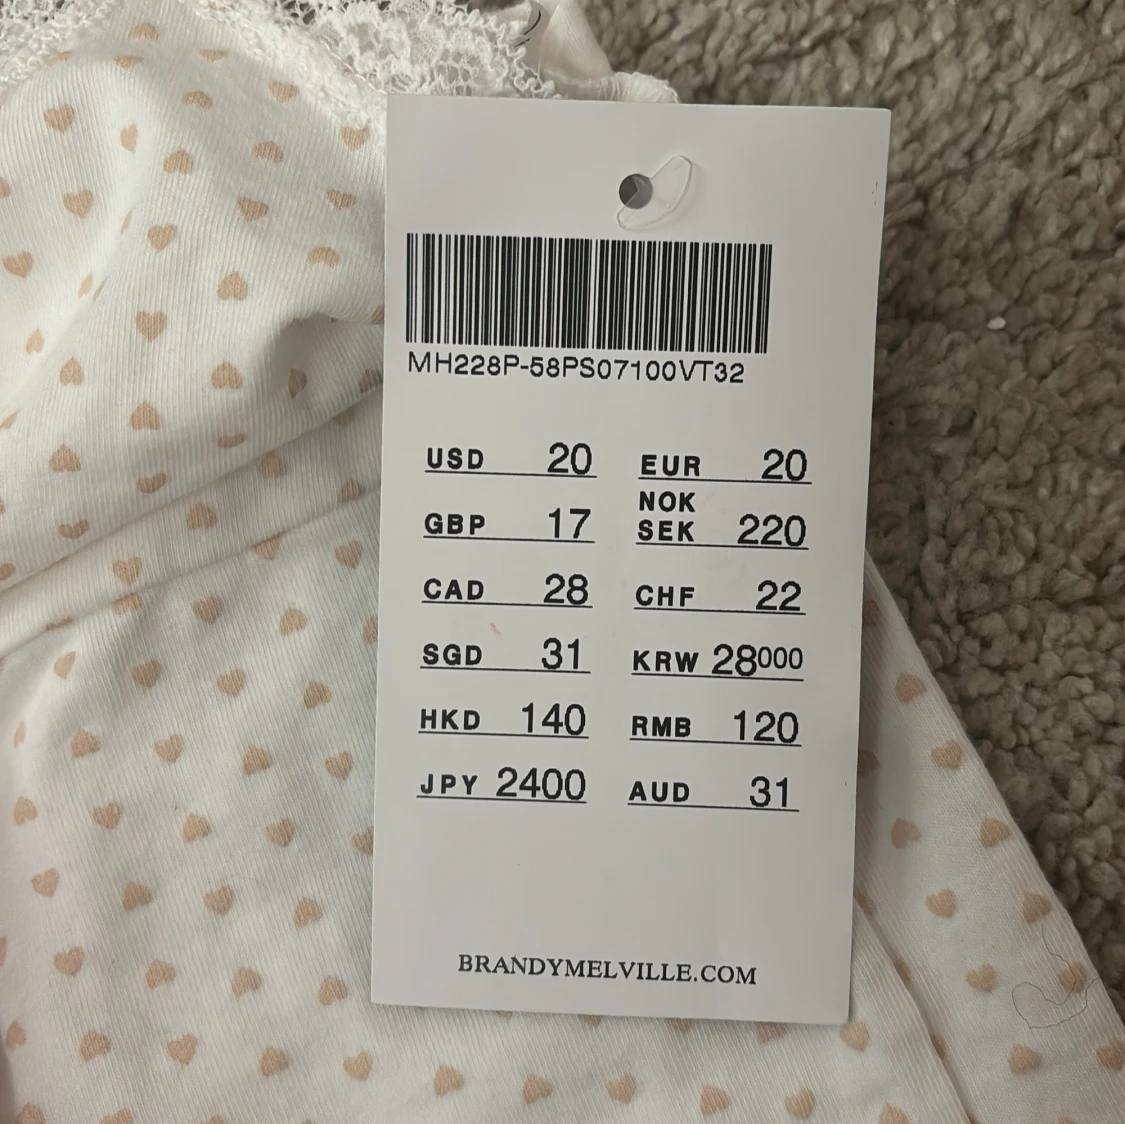 MH228P-58PS07100VT32
USD 20
EUR 20
GBP 17
NOK
SEK 220
CAD 28
CHF 22
SGD 31
KRW 28000
HKD 140
RMB 120
JPY 2400
AUD 31
BRANDYMELVILLE.COM